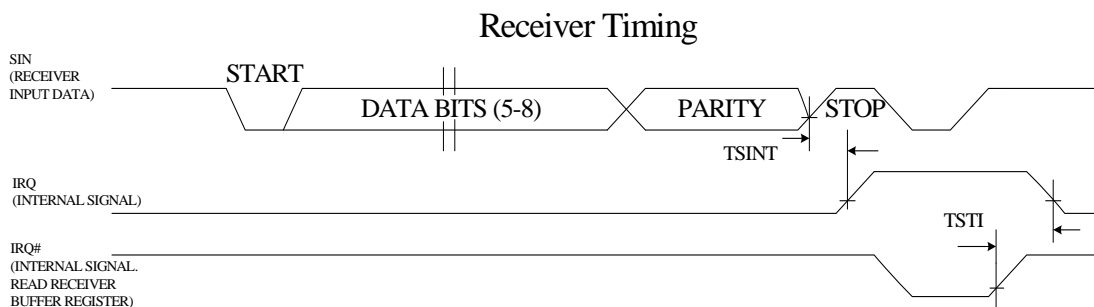 Receiver Timing
SIN
(RECEIVER
INPUT DATA)
START
DATA BITS (5-8)
PARITY
STOP
TSINT
IRQ
(INTERNAL SIGNAL)
TSTI
IRQ#
(INTERNAL SIGNAL.
READ RECEIVER
BUFFER REGISTER)